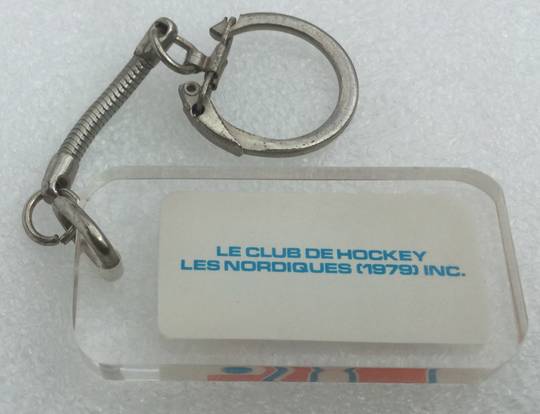 LE CLUB DE HOCKEY
LES NORDIQUES (1979) INC.